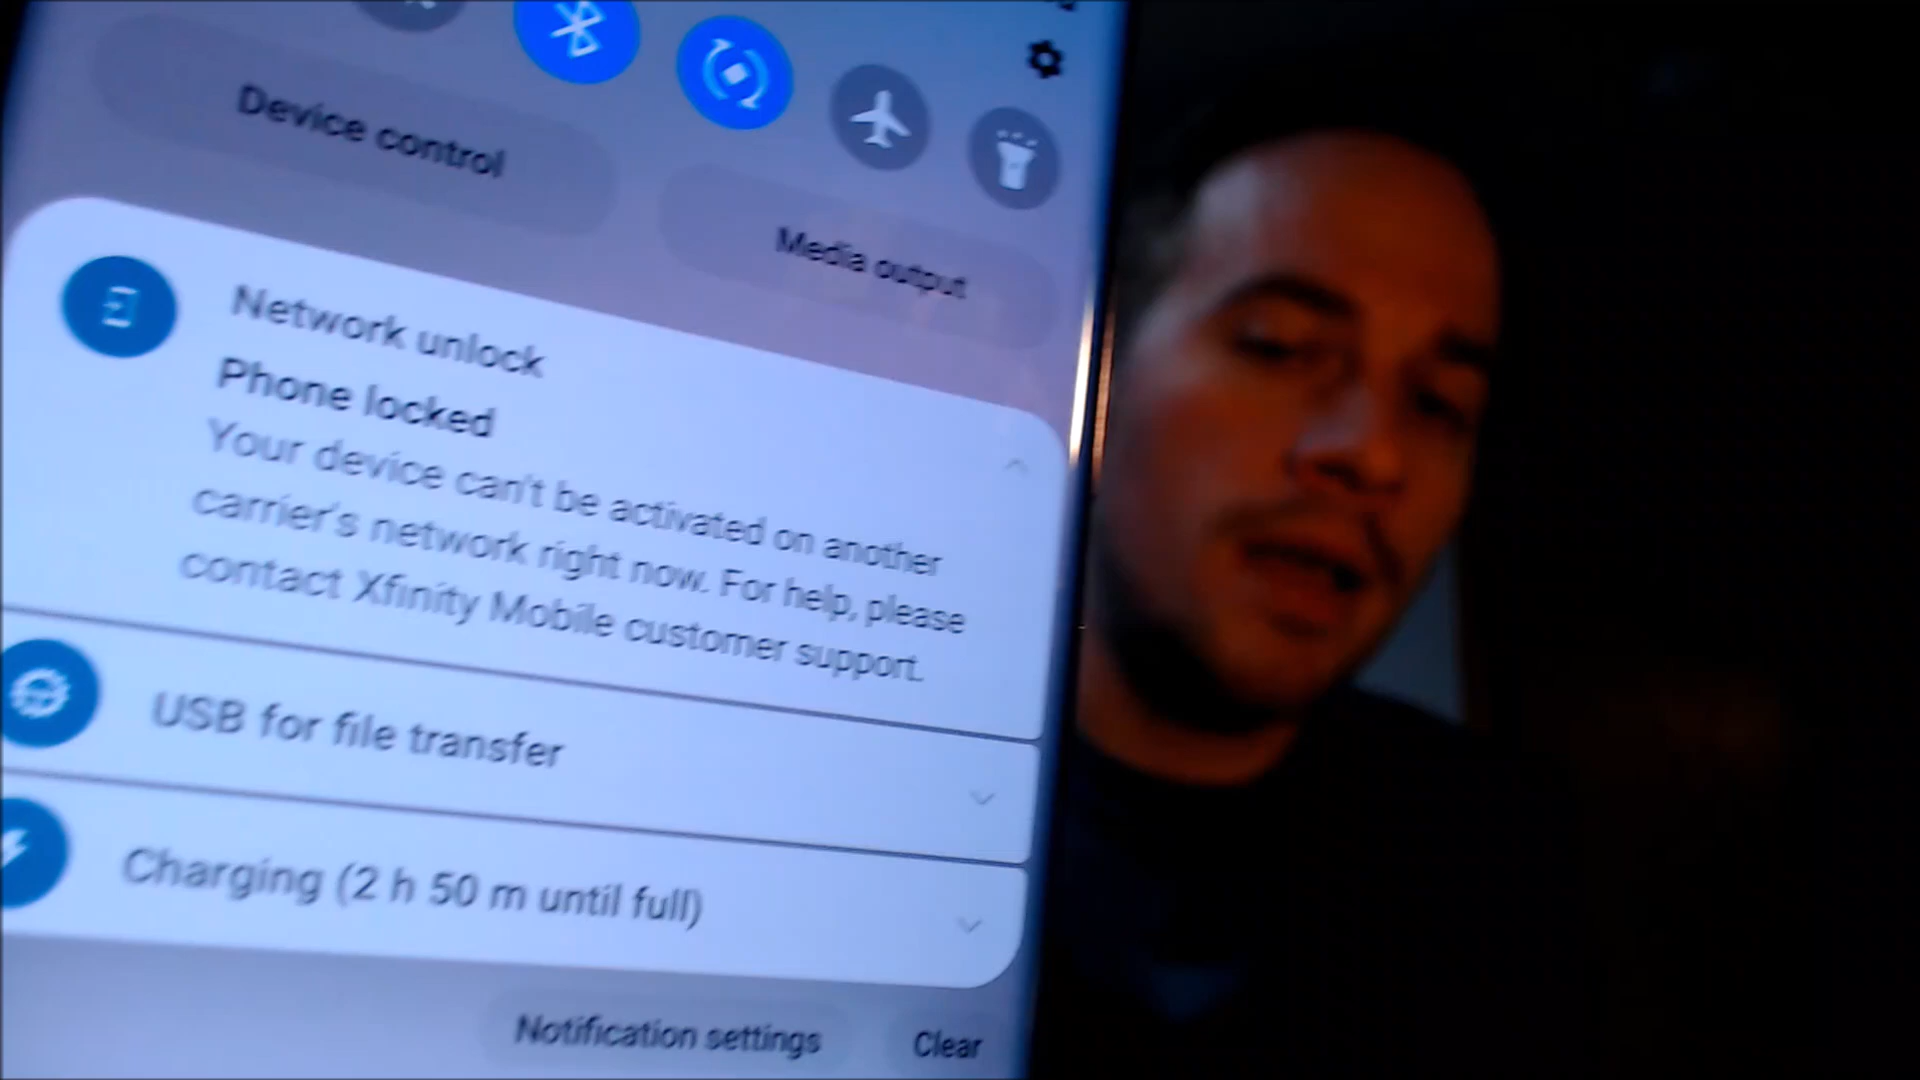 Device control
Media output
Network unlock
Phone locked
Your device can't be activated on another
carrier's network right now. For help, please
contact Xfinity Mobile customer support.
USB for file transfer
Charging (2 h 50 m until full)
Notification settings
Clear